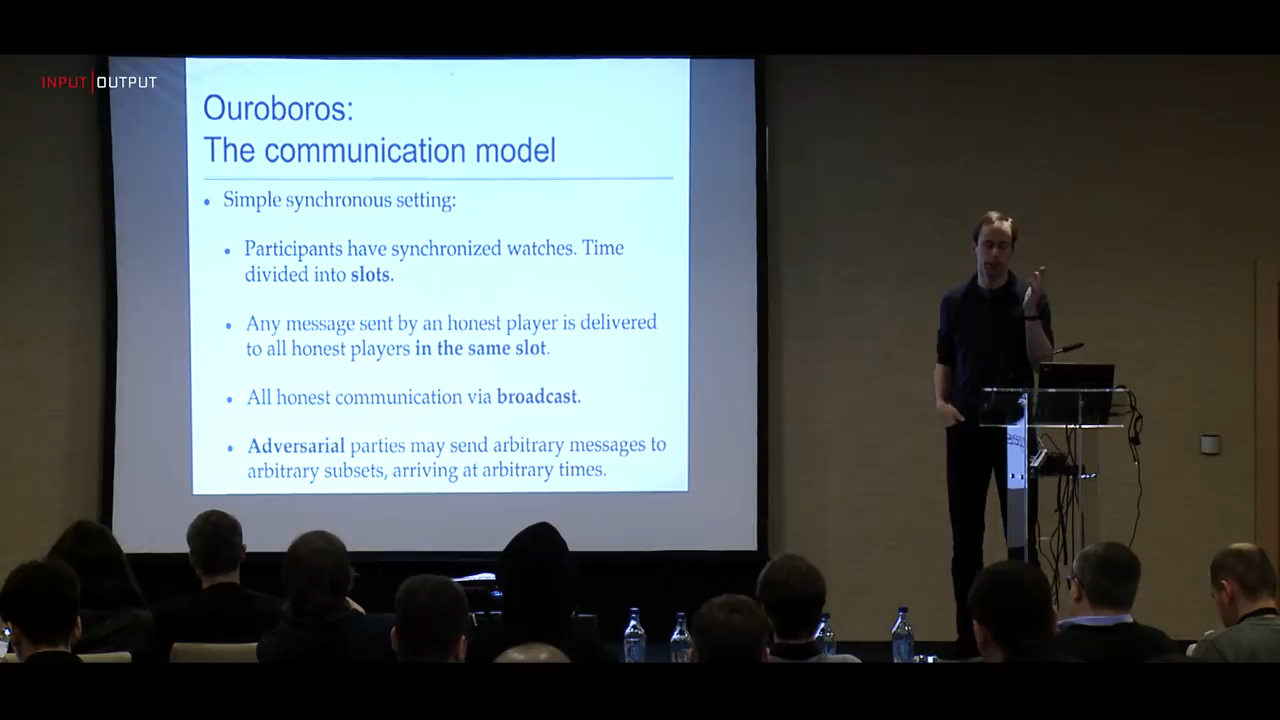 INPUT|OUTPUT
Ouroboros:
The communication model
• Simple synchronous setting:
• Participants have synchronized watches. Time
divided into slots.
• Any message sent by an honest player is delivered
to all honest players in the same slot.
• All honest communication via broadcast.
• Adversarial parties may send arbitrary messages to
arbitrary subsets, arriving at arbitrary times.